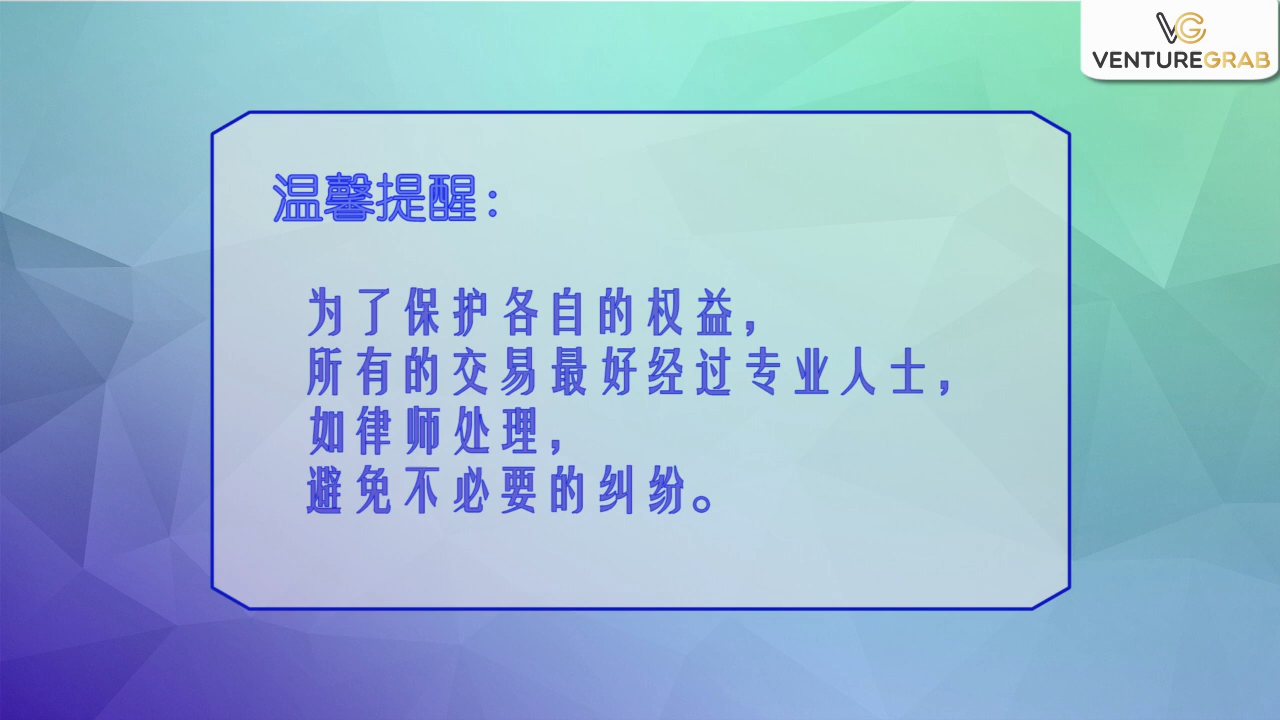 VG
VENTUREGRAB
温馨提醒：
为了保护各自的权益，
所有的交易最好经过专业人士，
如律师处理，
避免不必要的纠纷。